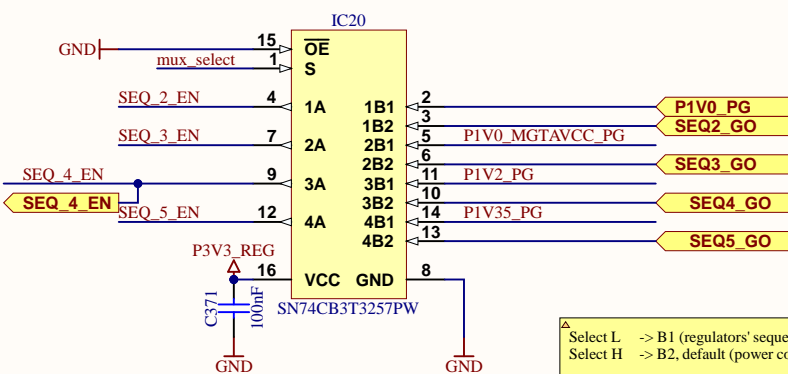 IC20
GND
15
OE
mux_select
1
S
SEQ_2_EN
4
1A
1B1
2
P1V0_PG
1B2
3
SEQ2_GO
SEQ_3_EN
7
2A
2B1
5
P1V0_MGTAVCC_PG
2B2
6
SEQ3_GO
SEQ_4_EN
9
3A
3B1
11
P1V2_PG
SEQ_4_EN
3B2
10
SEQ4_GO
SEQ_5_EN
12
4A
4B1
14
P1V35_PG
4B2
13
SEQ5_GO
P3V3_REG
16
VCC
GND
8
C371
100nF
SN74CB3T3257PW
GND
GND
Select L -> B1 (regulators' seque
Select H -> B2, default (power co